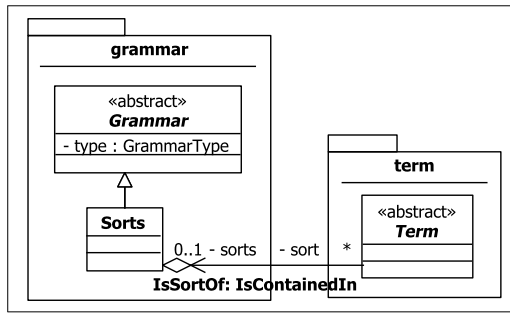 grammar
«abstract»
Grammar
- type : GrammarType
Sorts
term
«abstract»
Term
0..1 - sorts - sort *
IsSortOf: IsContainedIn